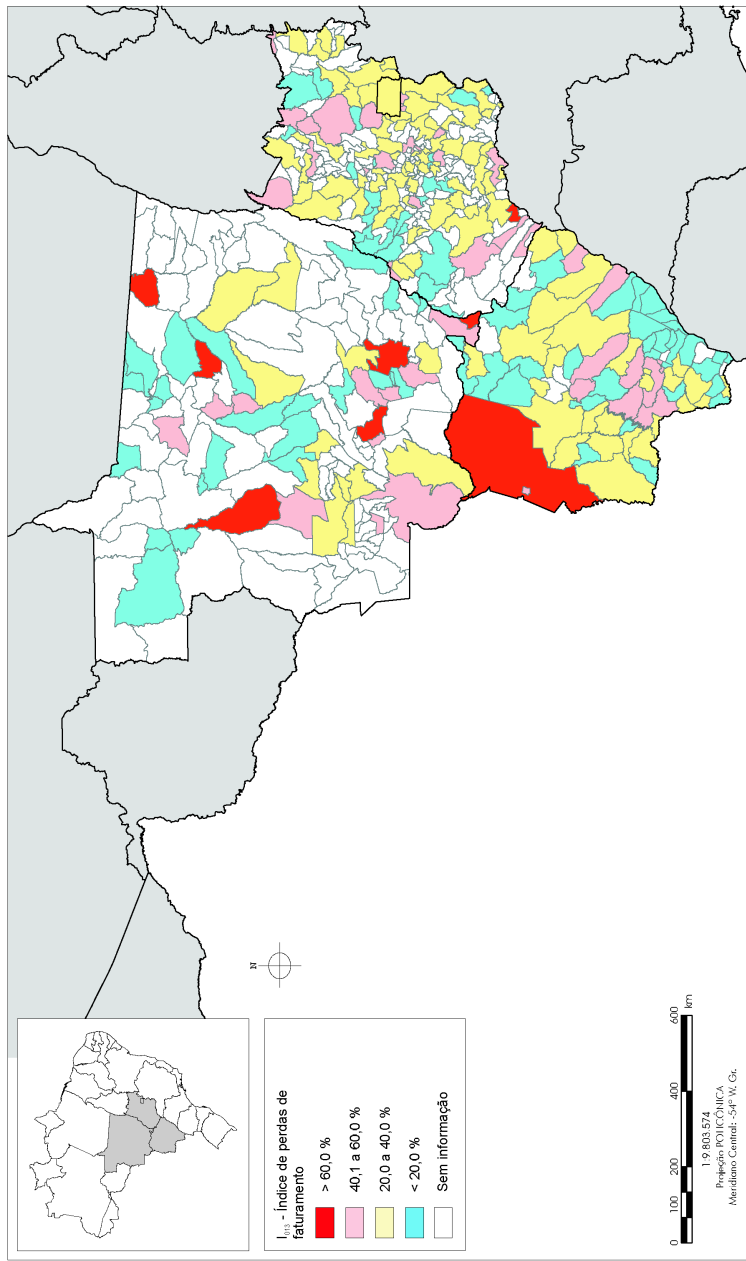 N
I013 - Índice de perdas de
faturamento
> 60,0 %
40,1 a 60,0 %
20,0 a 40,0 %
< 20,0 %
Sem informação
0 100 200 400 600
km
1:9.803.574
Projeção POLICÔNICA
Meridiano Central: -54º W. Gr.